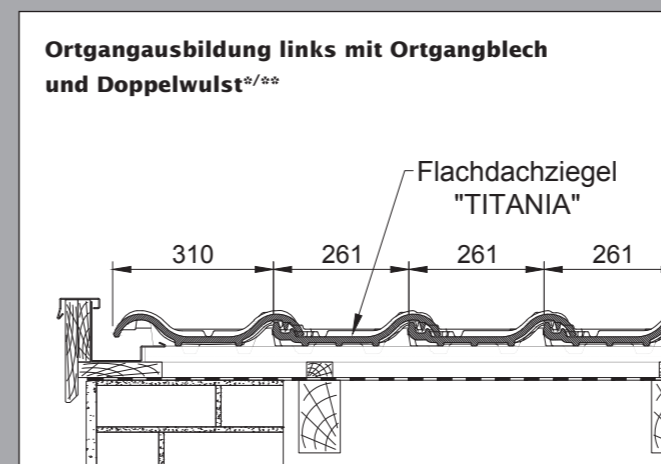 Ortgangausbildung links mit Ortgangblech
und Doppelwulst*/**
Flachdachziegel
"TITANIA"
310 261 261 261